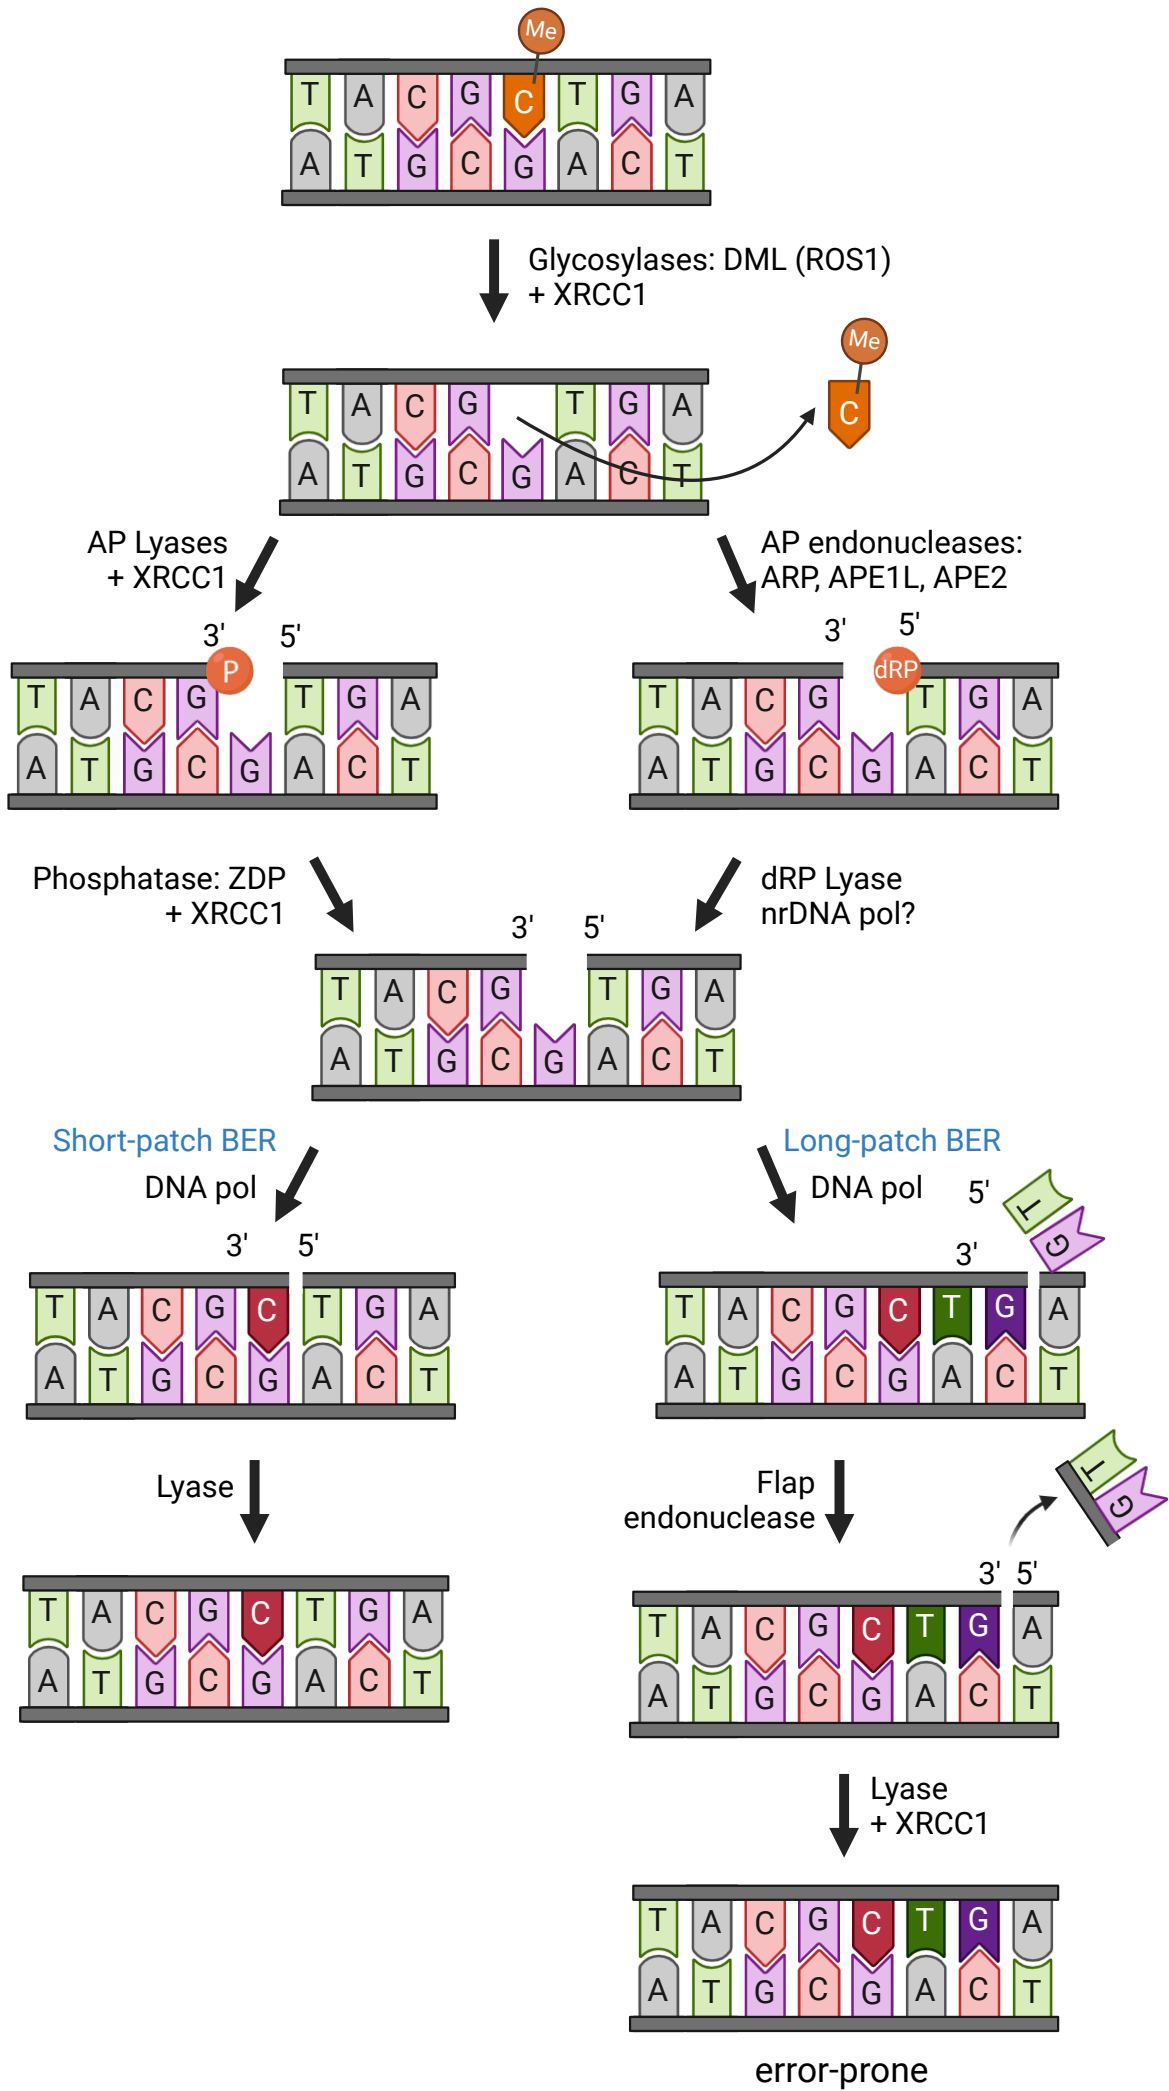 Me
T A C G C T G A
A T G C G A C T
Glycosylases: DML (ROS1)
+ XRCC1
Me
C
T A C G T G A
A T G C G A C T
AP Lyases
+ XRCC1
AP endonucleases:
ARP, APE1L, APE2
3' 5'
P
T A C G T G A
A T G C G A C T
3' 5'
dRP
T A C G T G A
A T G C G A C T
Phosphatase: ZDP
+ XRCC1
dRP Lyase
nrDNA pol?
3' 5'
T A C G T G A
A T G C G A C T
Short-patch BER
DNA pol
3' 5'
T A C G C T G A
A T G C G A C T
Lyase
T A C G C T G A
A T G C G A C T
Long-patch BER
DNA pol
5'
T
G
3'
T A C G C T G A
A T G C G A C T
Flap
endonuclease
T
G
3' 5'
T A C G C T G A
A T G C G A C T
Lyase
+ XRCC1
T A C G C T G A
A T G C G A C T
error-prone